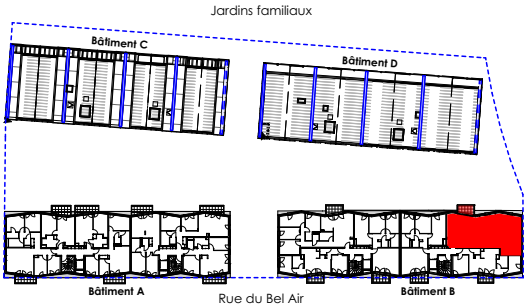 Jardins familiaux
Bâtiment C
Bâtiment D
Bâtiment A
Bâtiment B
Rue du Bel Air